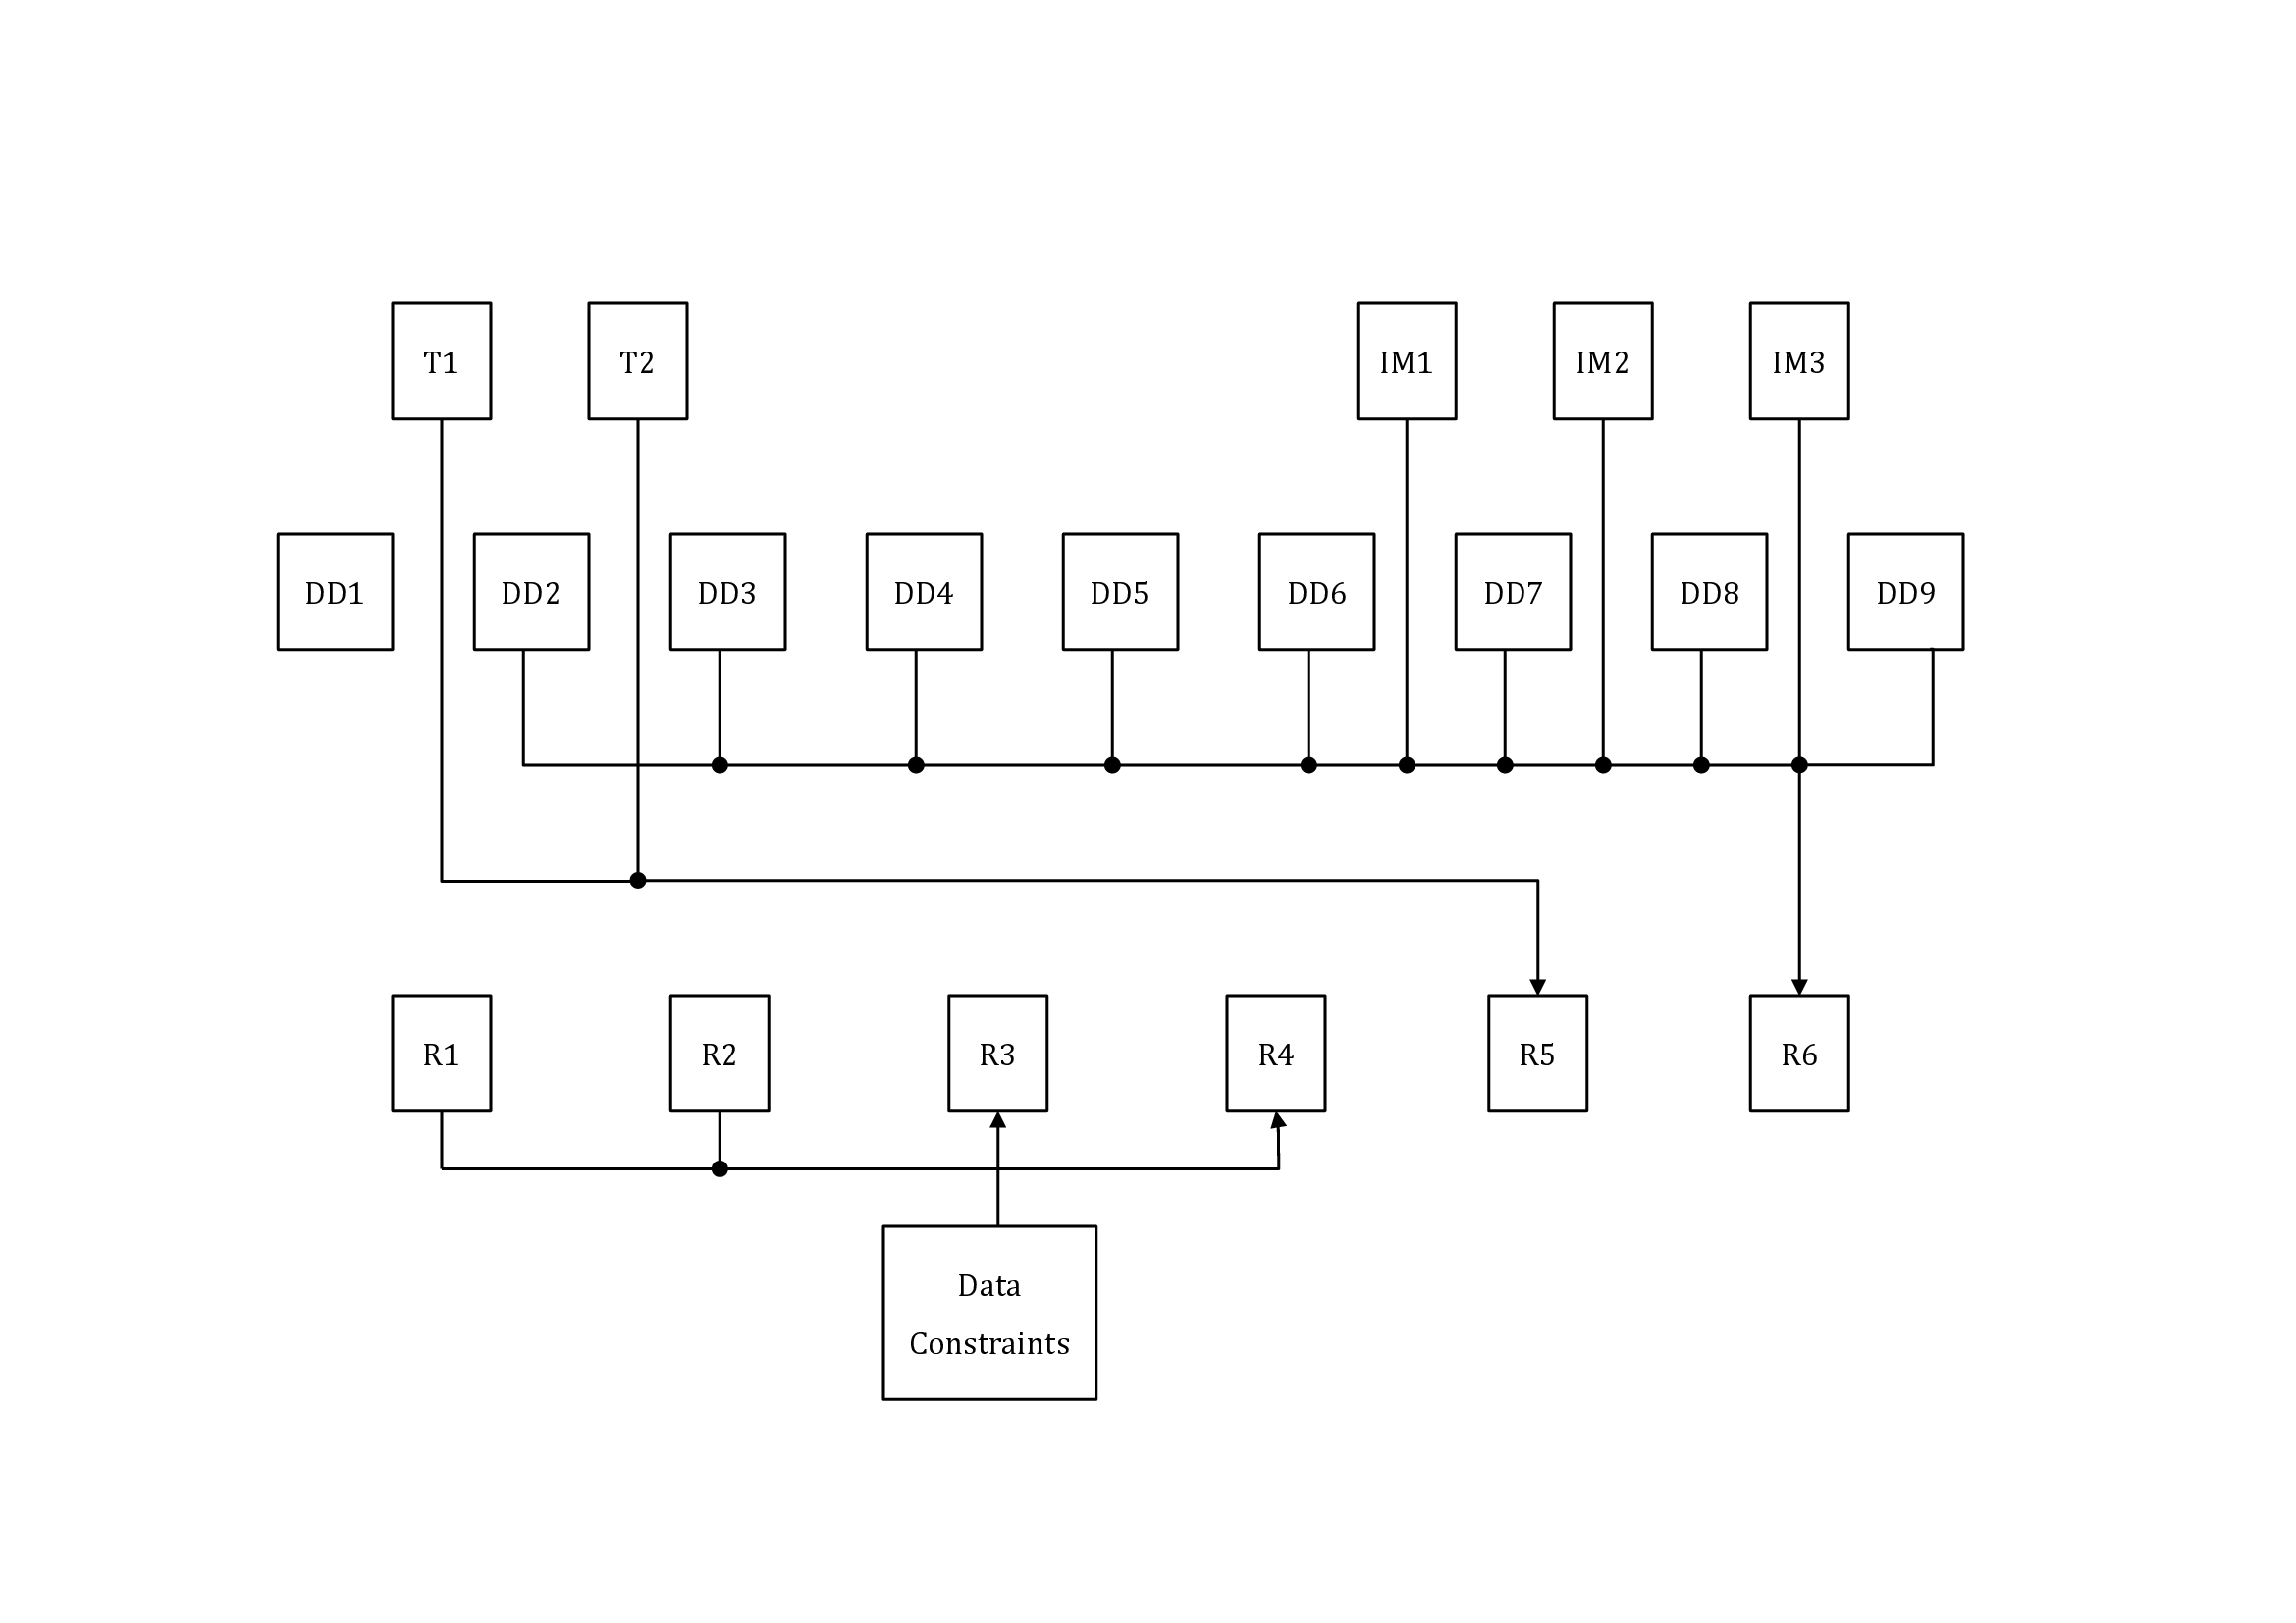 T1
T2
IM1
IM2
IM3
DD1
DD2
DD3
DD4
DD5
DD6
DD7
DD8
DD9
R1
R2
R3
R4
R5
R6
Data
Constraints